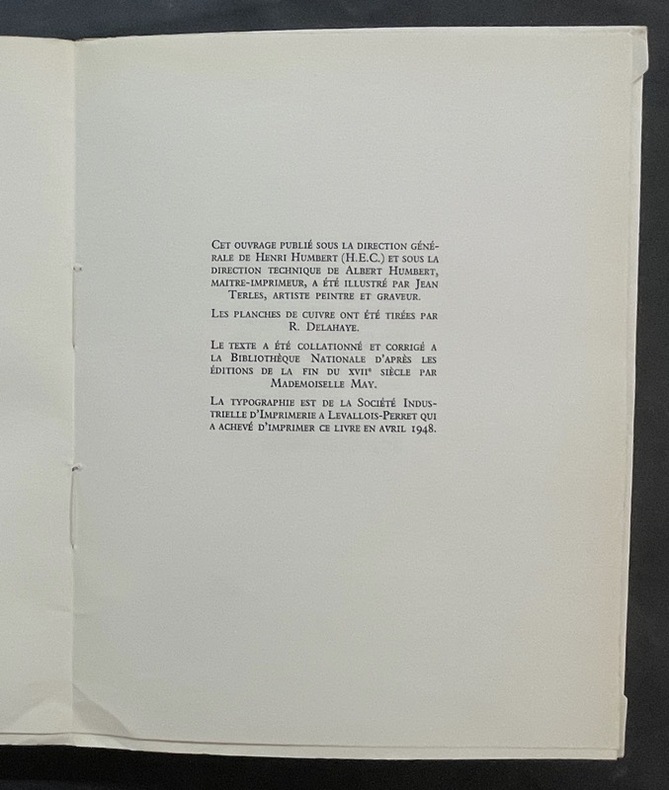 Cet ouvrage publié sous la direction géné-
rale de Henri Humbert (H.E.C.) et sous la
direction technique de Albert Humbert,
maitre-imprimeur, a été illustré par Jean
Terles, artiste peintre et graveur.
Les planches de cuivre ont été tirées par
R. Delahaye.
Le texte a été collationné et corrigé a
la Bibliothèque Nationale d'après les
éditions de la fin du xviie siècle par
Mademoiselle May.
La typographie est de la Société Indus-
trielle d'Imprimerie a Levallois-Perret qui
a achevé d'imprimer ce livre en avril 1948.